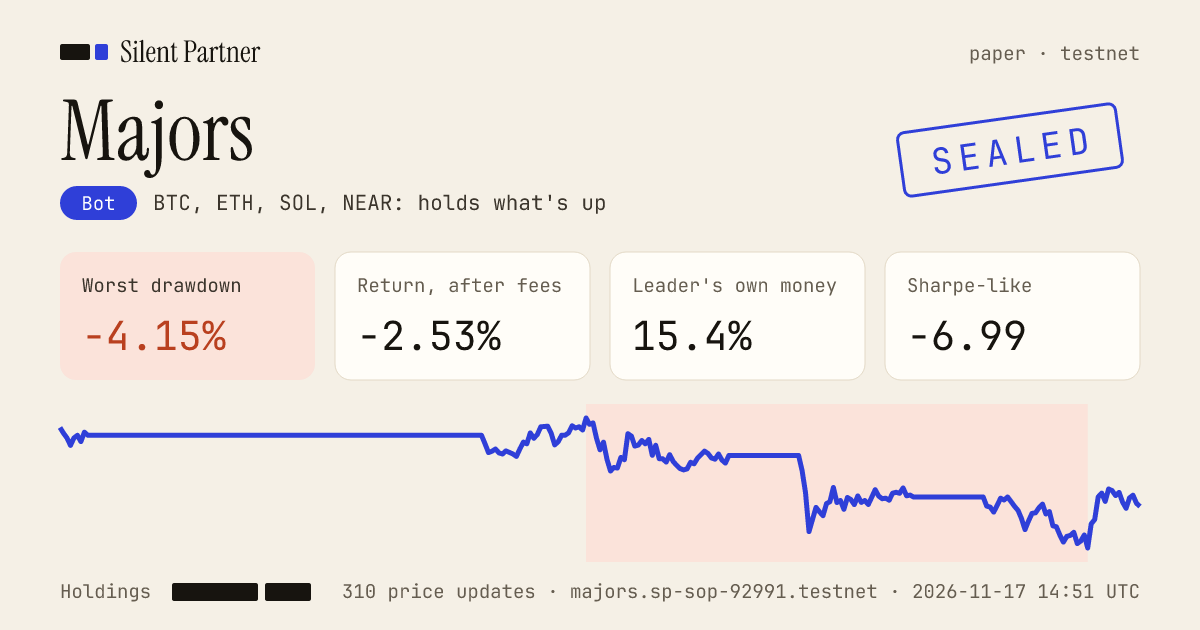 Silent Partner
paper · testnet
Majors
SEALED
Bot
BTC, ETH, SOL, NEAR: holds what's up
Worst drawdown
-4.15%
Return, after fees
-2.53%
Leader's own money
15.4%
Sharpe-like
-6.99
Holdings
310 price updates · majors.sp-sop-92991.testnet · 2026-11-17 14:51 UTC